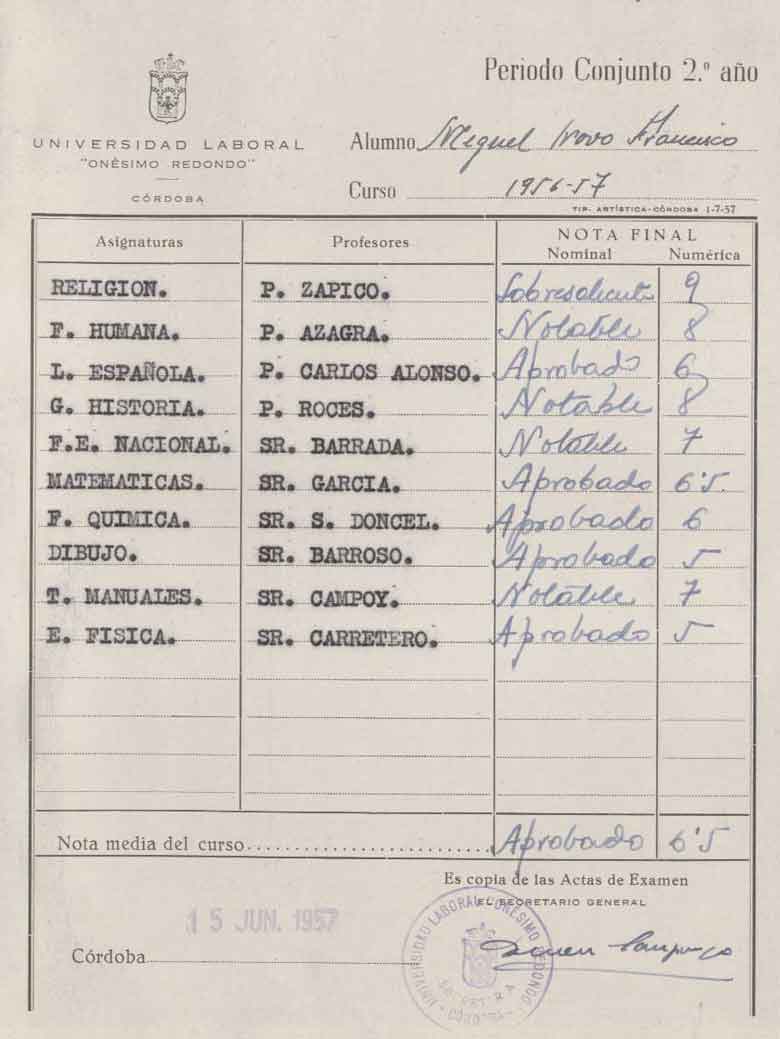 Periodo Conjunto 2.º año
UNIVERSIDAD LABORAL
"ONÉSIMO REDONDO"
CÓRDOBA
Alumno Miguel Novo Francisco
Curso 1956-57
TIP. ARTÍSTICA-CÓRDOBA 1-7-57
Asignaturas Profesores NOTA FINAL
Nominal Numérica
RELIGION. P. ZAPICO. Sobresaliente 9
F. HUMANA. P. AZAGRA. Notable 8
L. ESPAÑOLA. P. CARLOS ALONSO. Aprobado 6
G. HISTORIA. P. ROCES. Notable 8
F.E. NACIONAL. SR. BARRADA. Notable 7
MATEMATICAS. SR. GARCIA. Aprobado 6'5.
F. QUIMICA. SR. S. DONCEL. Aprobado 6
DIBUJO. SR. BARROSO. Aprobado 5
T. MANUALES. SR. CAMPOY. Notable 7
E. FISICA. SR. CARRETERO. Aprobado 5
Nota media del curso Aprobado 6'5
Es copia de las Actas de Examen
EL SECRETARIO GENERAL
15 JUN. 1957
Córdoba
UNIVERSIDAD LABORAL ONÉSIMO REDONDO
CÓRDOBA